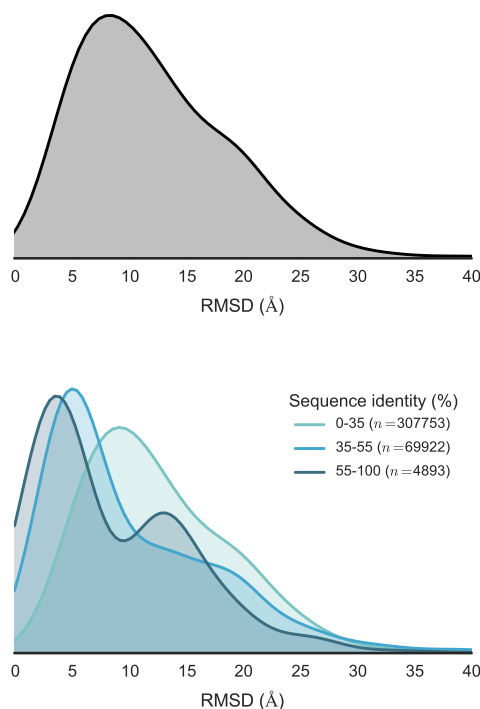 0 5 10 15 20 25 30 35 40
RMSD (Å)
Sequence identity (%)
0-35 (n=307753)
35-55 (n=69922)
55-100 (n=4893)
0 5 10 15 20 25 30 35 40
RMSD (Å)